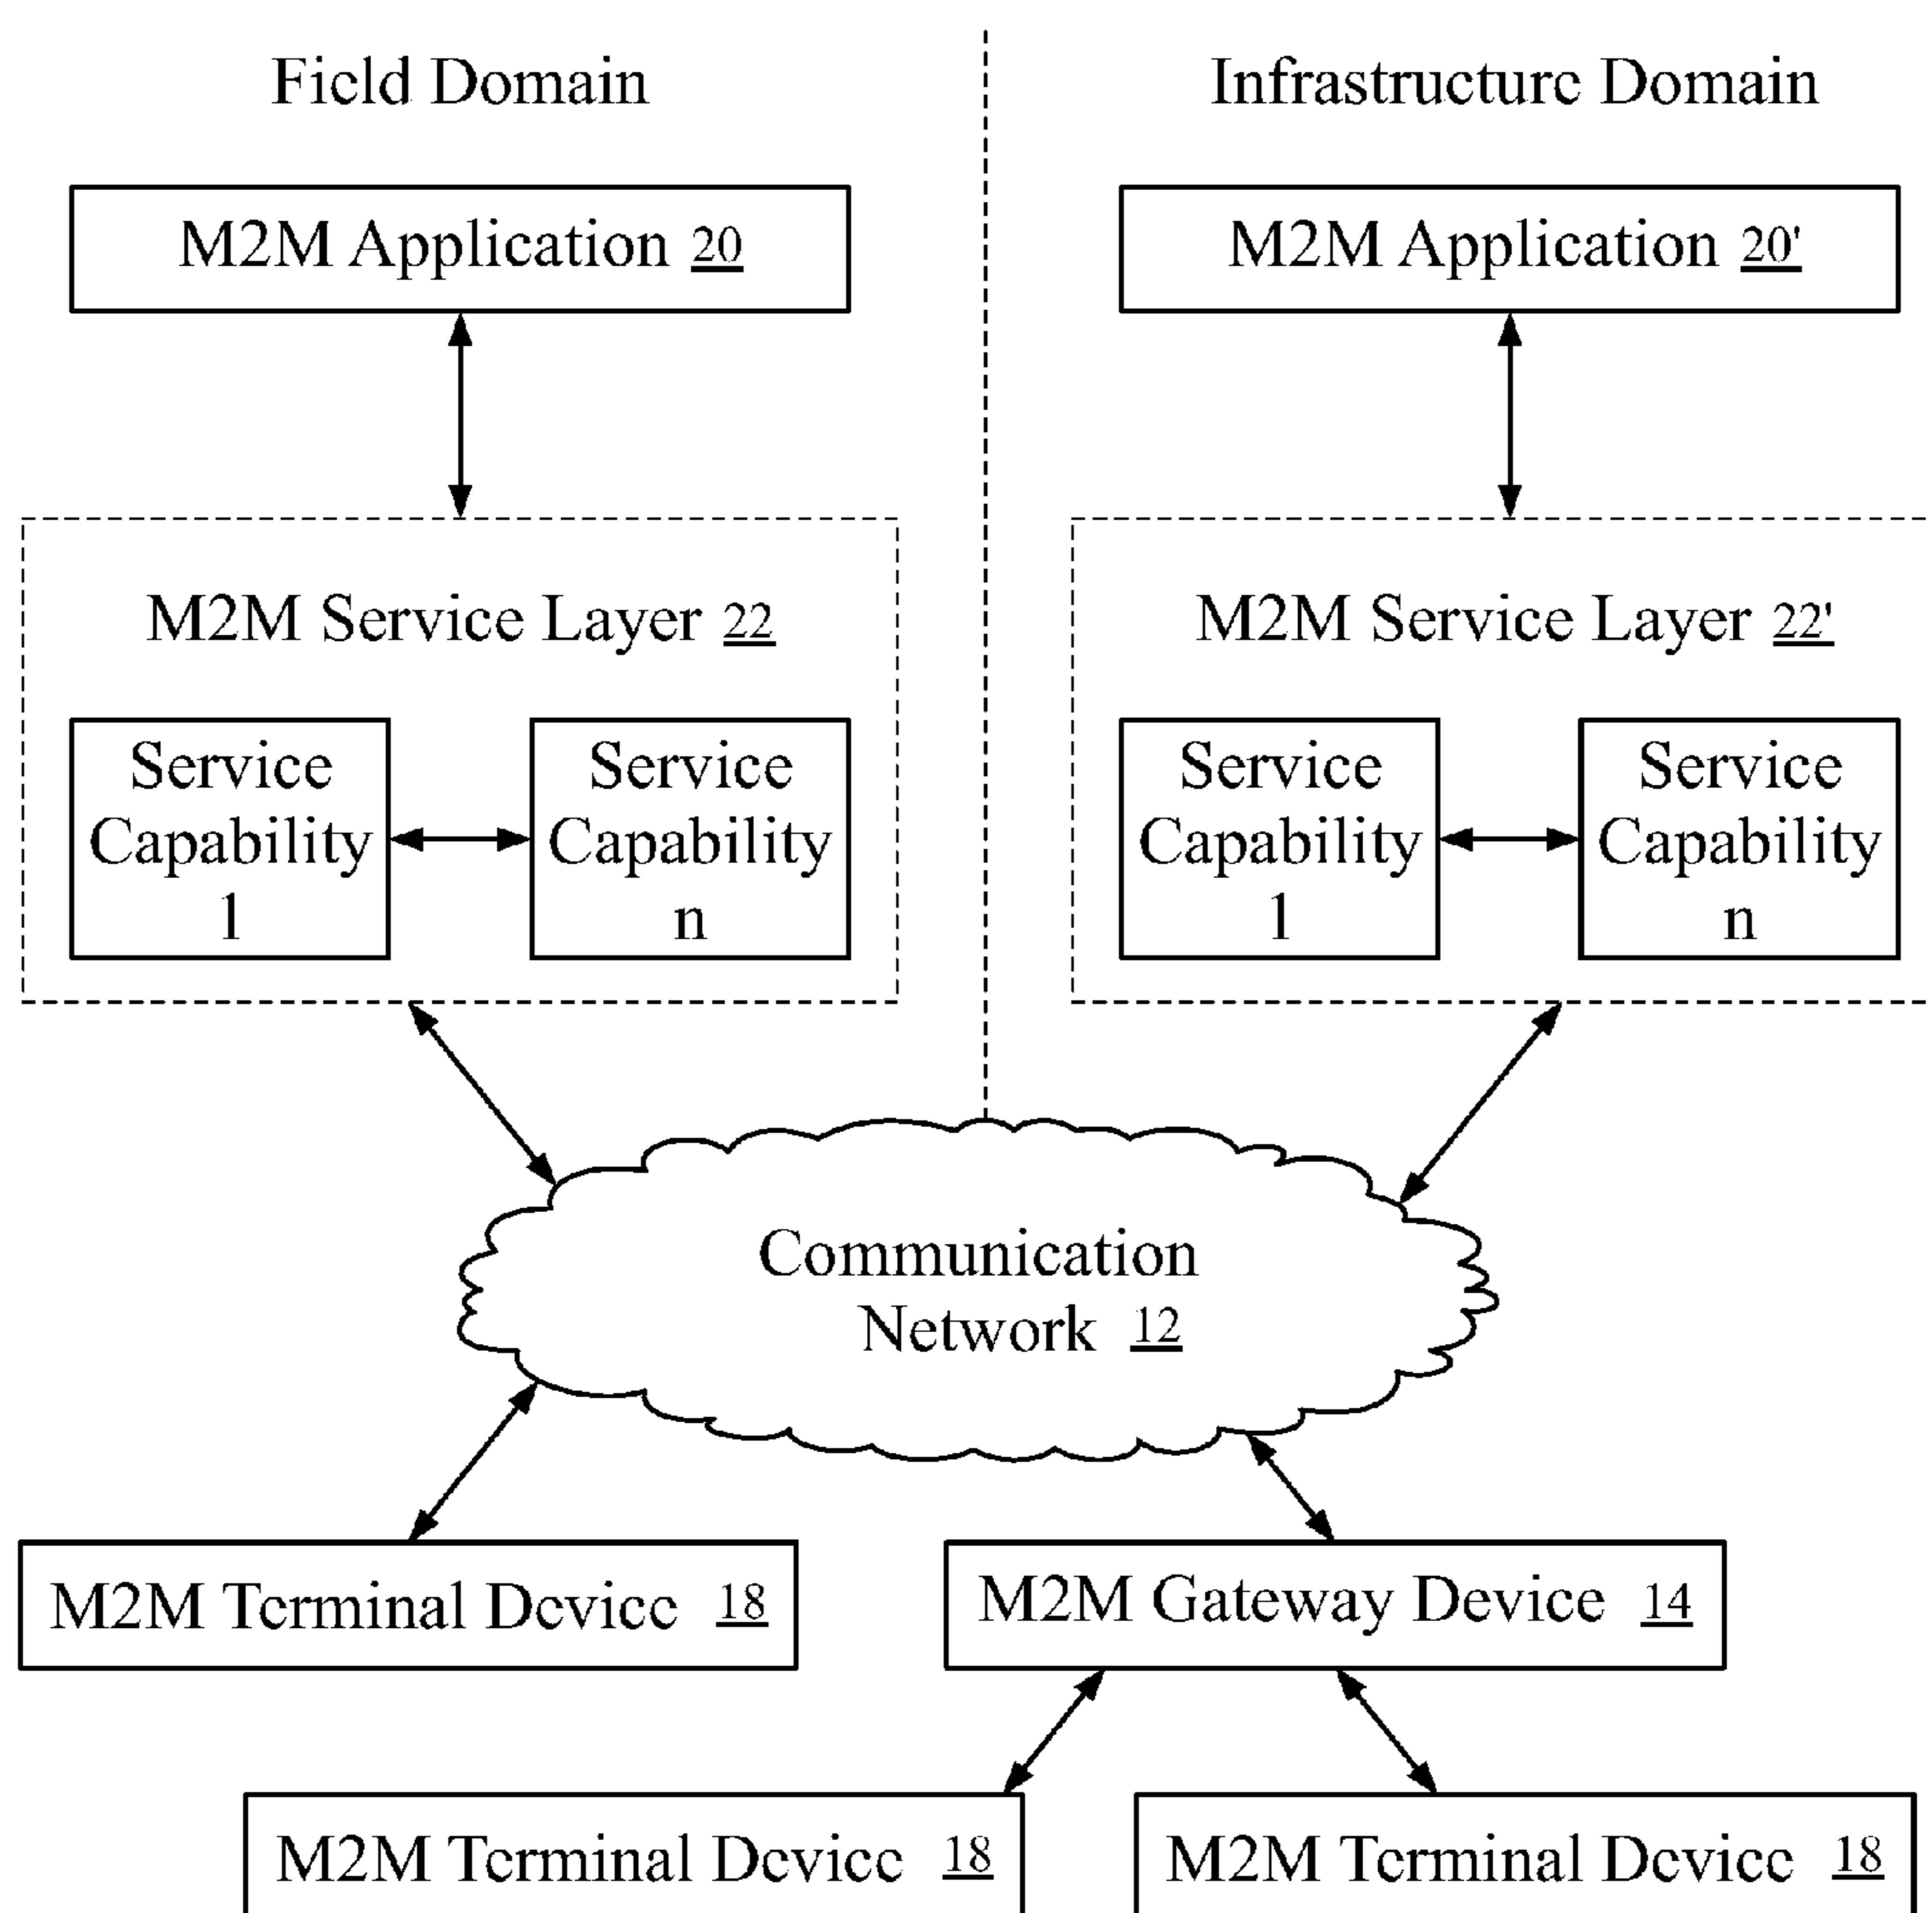 Field Domain
Infrastructure Domain
M2M Application 20
M2M Application 20'
M2M Service Layer 22
M2M Service Layer 22'
Service
Capability
1
Service
Capability
n
Service
Capability
1
Service
Capability
n
Communication
Network 12
M2M Terminal Device 18
M2M Gateway Device 14
M2M Terminal Device 18
M2M Terminal Device 18